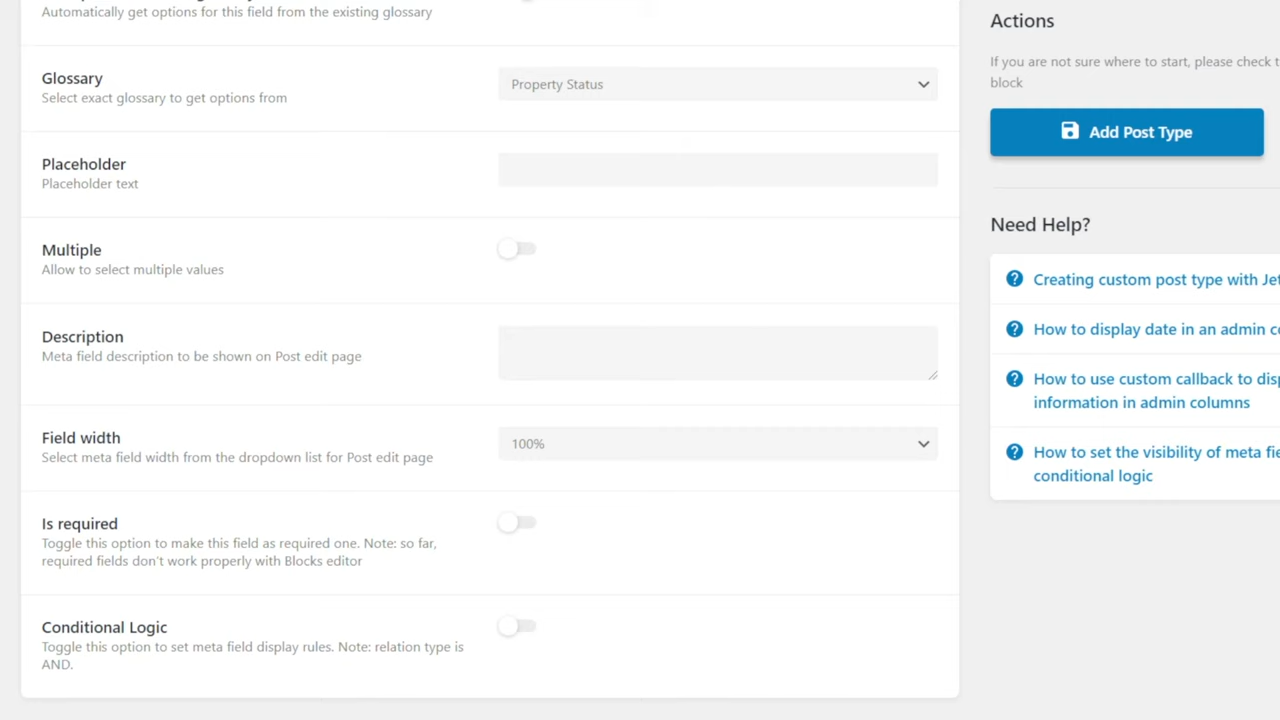 Automatically get options for this field from the existing glossary
Glossary
Select exact glossary to get options from
Property Status
Placeholder
Placeholder text
Multiple
Allow to select multiple values
Description
Meta field description to be shown on Post edit page
Field width
Select meta field width from the dropdown list for Post edit page
100%
Is required
Toggle this option to make this field as required one. Note: so far,
required fields don't work properly with Blocks editor
Conditional Logic
Toggle this option to set meta field display rules. Note: relation type is
AND.
Actions
If you are not sure where to start, please check
block
Add Post Type
Need Help?
Creating custom post type with
How to display date in an admin
How to use custom callback to
information in admin columns
How to set the visibility of meta
conditional logic